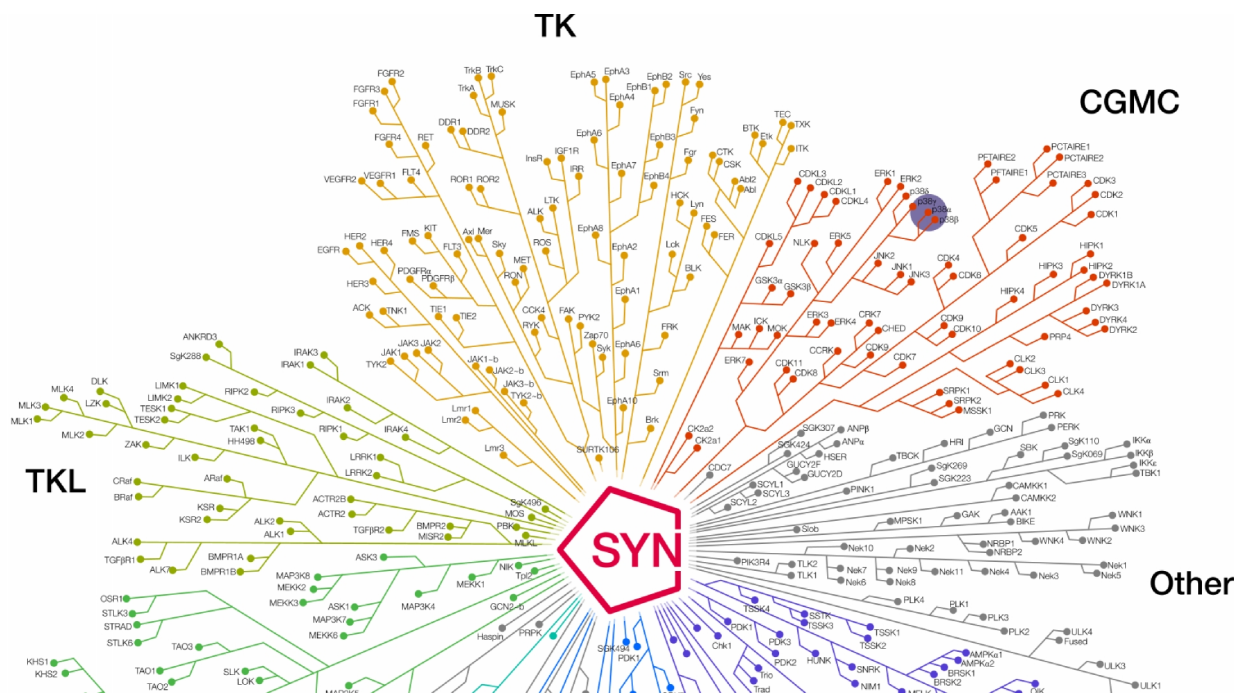 TK
CGMC
TrkB TrkC
EphA5 EphA3
EphB2 Src Yes
FGFR2
FGFR3
TrkA
EphB1
FGFR1
MUSK
EphA4
Fyn
TEC
TXK
DDR1
DDR2
BTK
Etk
FGFR4
RET
EphA6
EphB3
ITK
PCTAIRE1
PCTAIRE2
PFTAIRE2
InsR
IGF1R
IRR
EphA7
Fgr
CTK
CSK
PFTAIRE1
PCTAIRE3
CDK3
CDK2
VEGFR2
VEGFR1
FLT4
ROR1
ROR2
EphB4
Abl2
Abl
CDKL3
CDKL2
CDKL1
CDKL4
ERK1
ERK2
p38δ
p38γ
p38α
p38β
CDK1
LTK
ALK
HCK
Lyn
FES
FER
HER2
HER4
EGFR
FMS
KIT
FLT3
Axl
Mer
Sky
ROS
EphA8
EphA2
Lck
CDKL5
NLK
ERK5
CDK5
HIPK1
HIPK2
HIPK3
HER3
PDGFRα
PDGFRβ
MET
RON
BLK
GSK3α
GSK3β
JNK2
JNK1
JNK3
CDK4
CDK6
HIPK4
DYRK1B
DYRK1A
ACK
TNK1
TIE1
TIE2
CCK4
RYK
FAK
PYK2
EphA1
DYRK3
DYRK4
DYRK2
ANKRD3
SgK288
IRAK3
IRAK1
JAK3
JAK2
JAK1
TYK2
JAK1~b
JAK2~b
JAK3~b
TYK2~b
Zap70
Syk
EphA6
FRK
MAK
ICK
MOK
ERK3
ERK4
CRK7
CHED
CDK9
CDK10
PRP4
ERK7
CDK11
CDK8
CCRK
CDK9
CDK7
CLK2
CLK3
CLK1
CLK4
MLK4
DLK
LZK
MLK3
MLK1
LIMK1
LIMK2
TESK1
TESK2
RIPK2
RIPK3
IRAK2
Lmr1
Lmr2
Srm
EphA10
Brk
SRPK1
SRPK2
MSSK1
MLK2
ZAK
ILK
TAK1
HH498
RIPK1
IRAK4
Lmr3
SURTK106
CK2a2
CK2a1
CDC7
SGK307
ANPβ
ANPα
SGK424
HSER
GUCY2F
GUCY2D
PRK
PERK
GCN
HRI
SBK
SgK110
SgK069
IKKα
IKKβ
IKKε
TBK1
TKL
CRaf
BRaf
ARaf
KSR
KSR2
LRRK1
LRRK2
ACTR2B
ACTR2
SgK496
MOS
PBK
MLKL
SCYL1
SCYL3
SCYL2
TBCK
PINK1
SGK269
SGK223
CAMKK1
CAMKK2
ALK2
ALK1
TGFβR2
BMPR2
MISR2
SYN
Slob
MPSK1
GAK
AAK1
BIKE
WNK1
WNK3
WNK2
WNK4
NRBP1
NRBP2
ALK4
TGFβR1
ALK7
BMPR1A
BMPR1B
ASK3
NIK
Tpl2
PIK3R4
TLK2
TLK1
Nek10
Nek2
Nek7
Nek6
Nek9
Nek8
Nek11
Nek4
Nek3
Nek1
Nek5
Other
MAP3K8
MEKK2
MEKK3
MEKK1
MAP3K4
GCN2~b
OSR1
STLK3
STRAD
STLK6
ASK1
MAP3K7
MEKK6
Haspin
PRPK
SGK494
PDK1
TSSK4
PDK1
Chk1
SSTK
TSSK3
TSSK1
TSSK2
PLK4
PLK1
PLK3
PLK2
ULK4
Fused
ULK3
ULK1
TAO3
TAO1
TAO2
SLK
LOK
KHS1
KHS2
PDK3
PDK2
Trio
Trad
HUNK
SNRK
NIM1
AMPKα1
AMPKα2
BRSK1
BRSK2